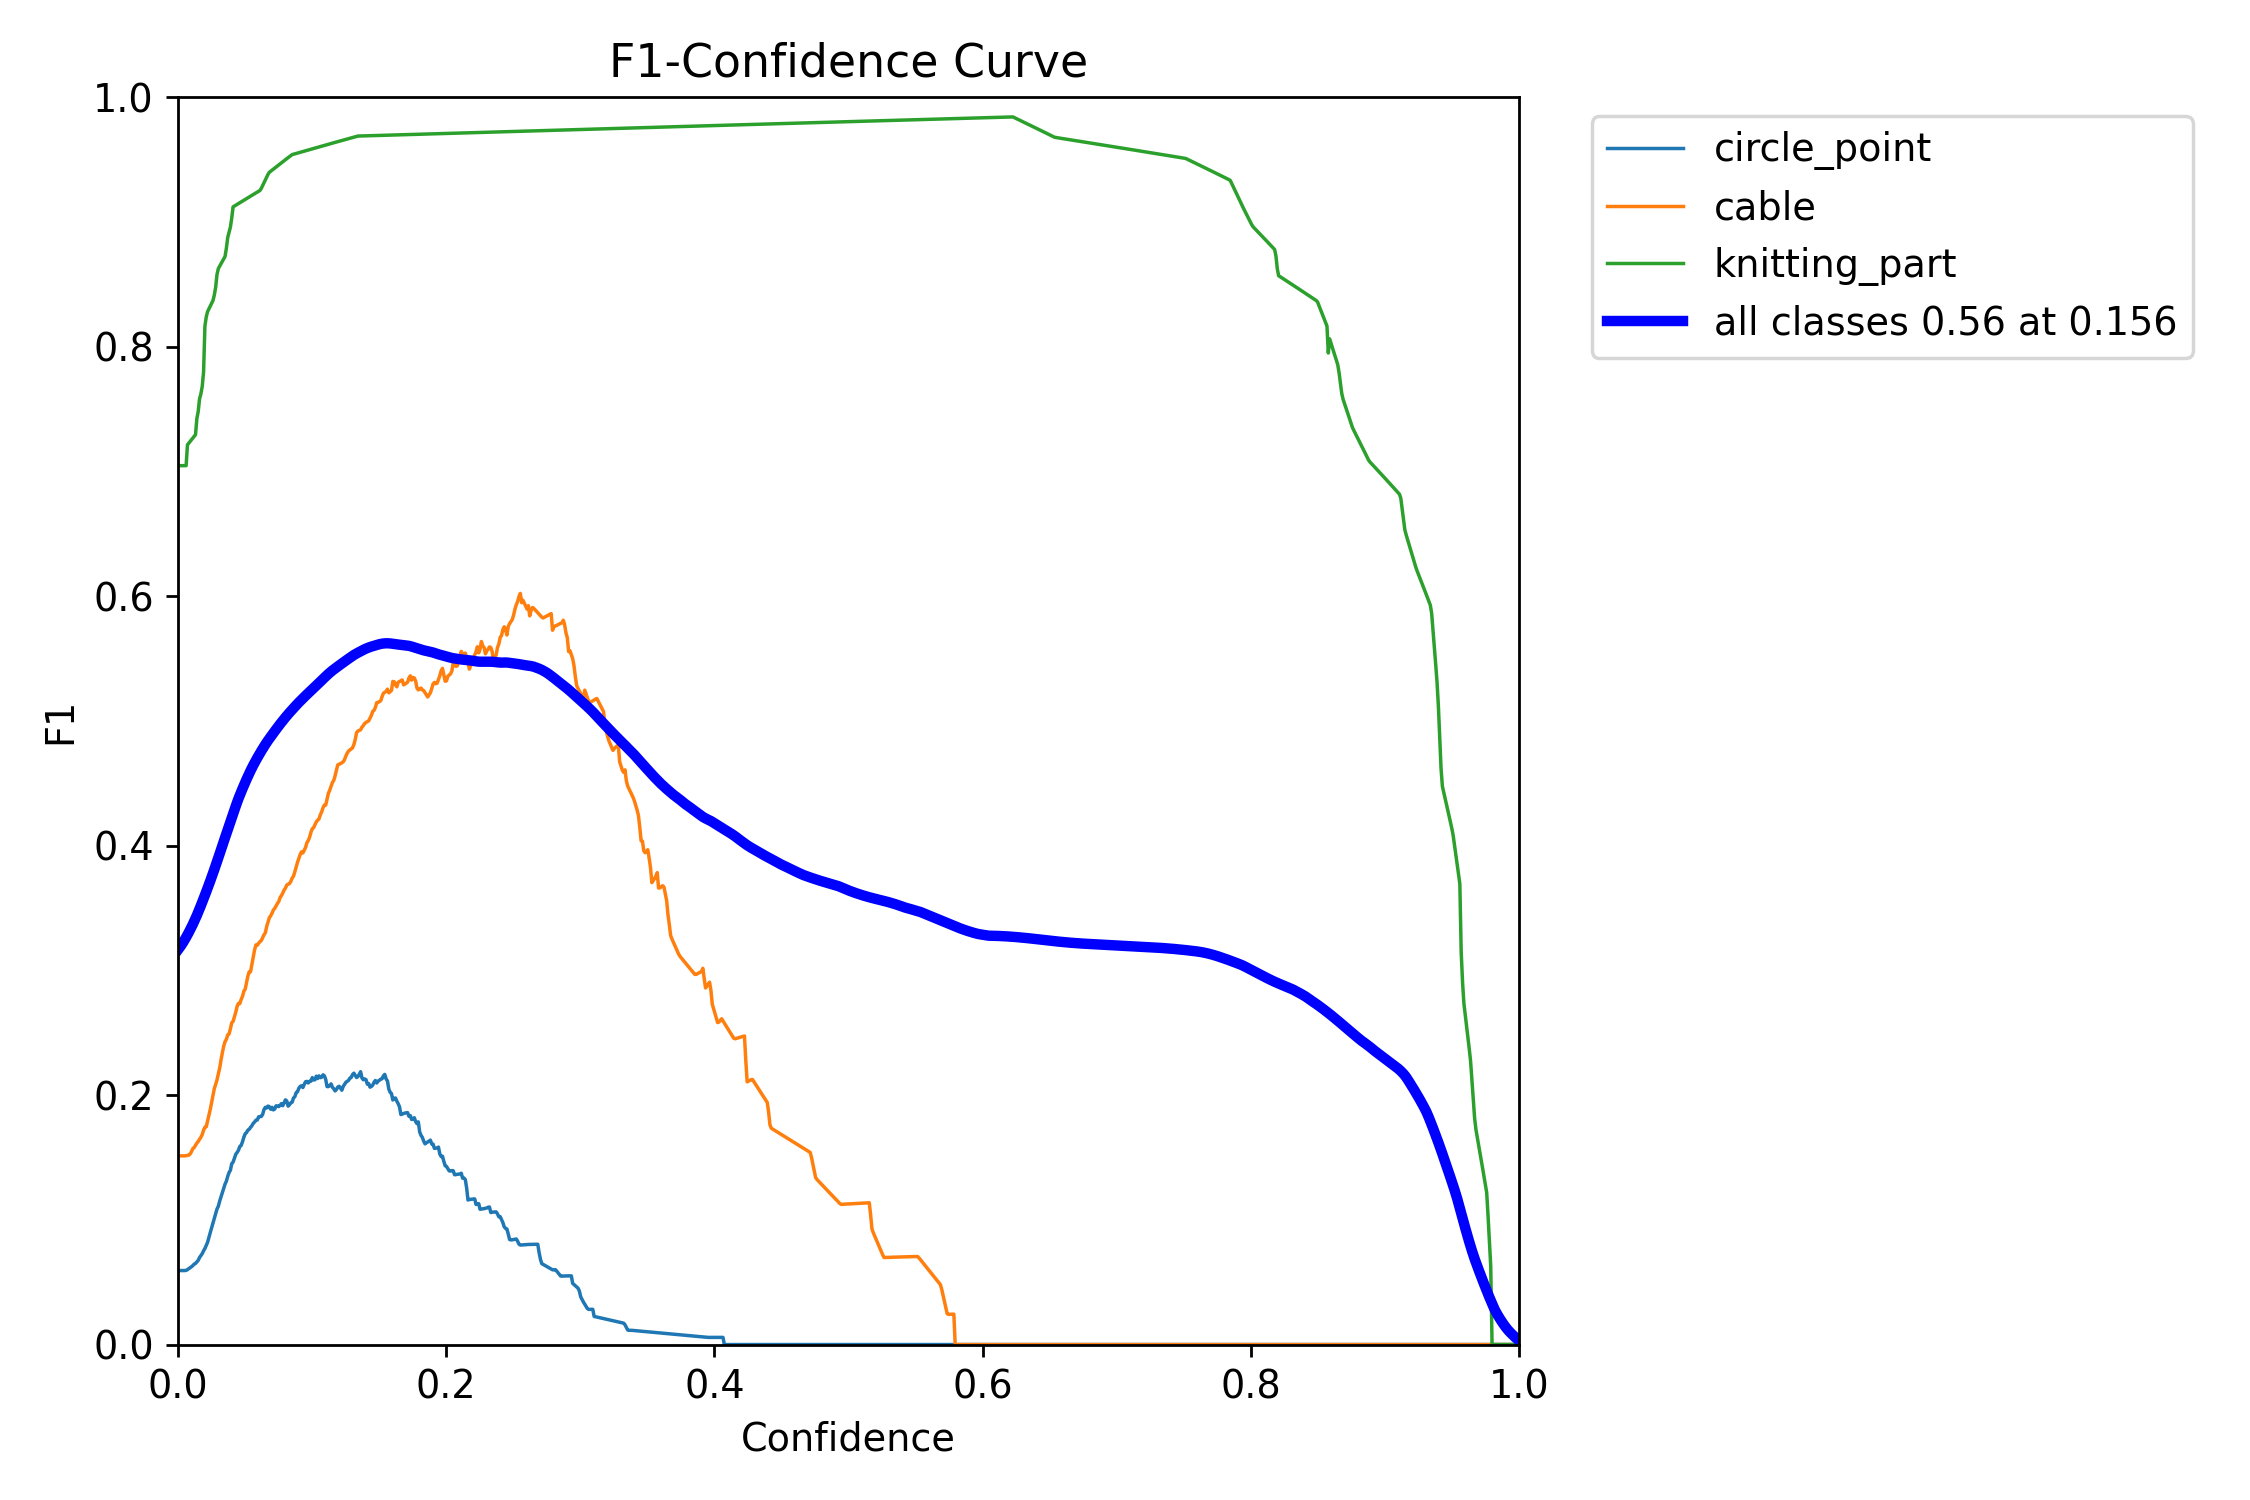 F1-Confidence Curve
1.0
0.8
0.6
0.4
0.2
0.0
F1
0.0 0.2 0.4 0.6 0.8 1.0
Confidence
circle_point
cable
knitting_part
all classes 0.56 at 0.156